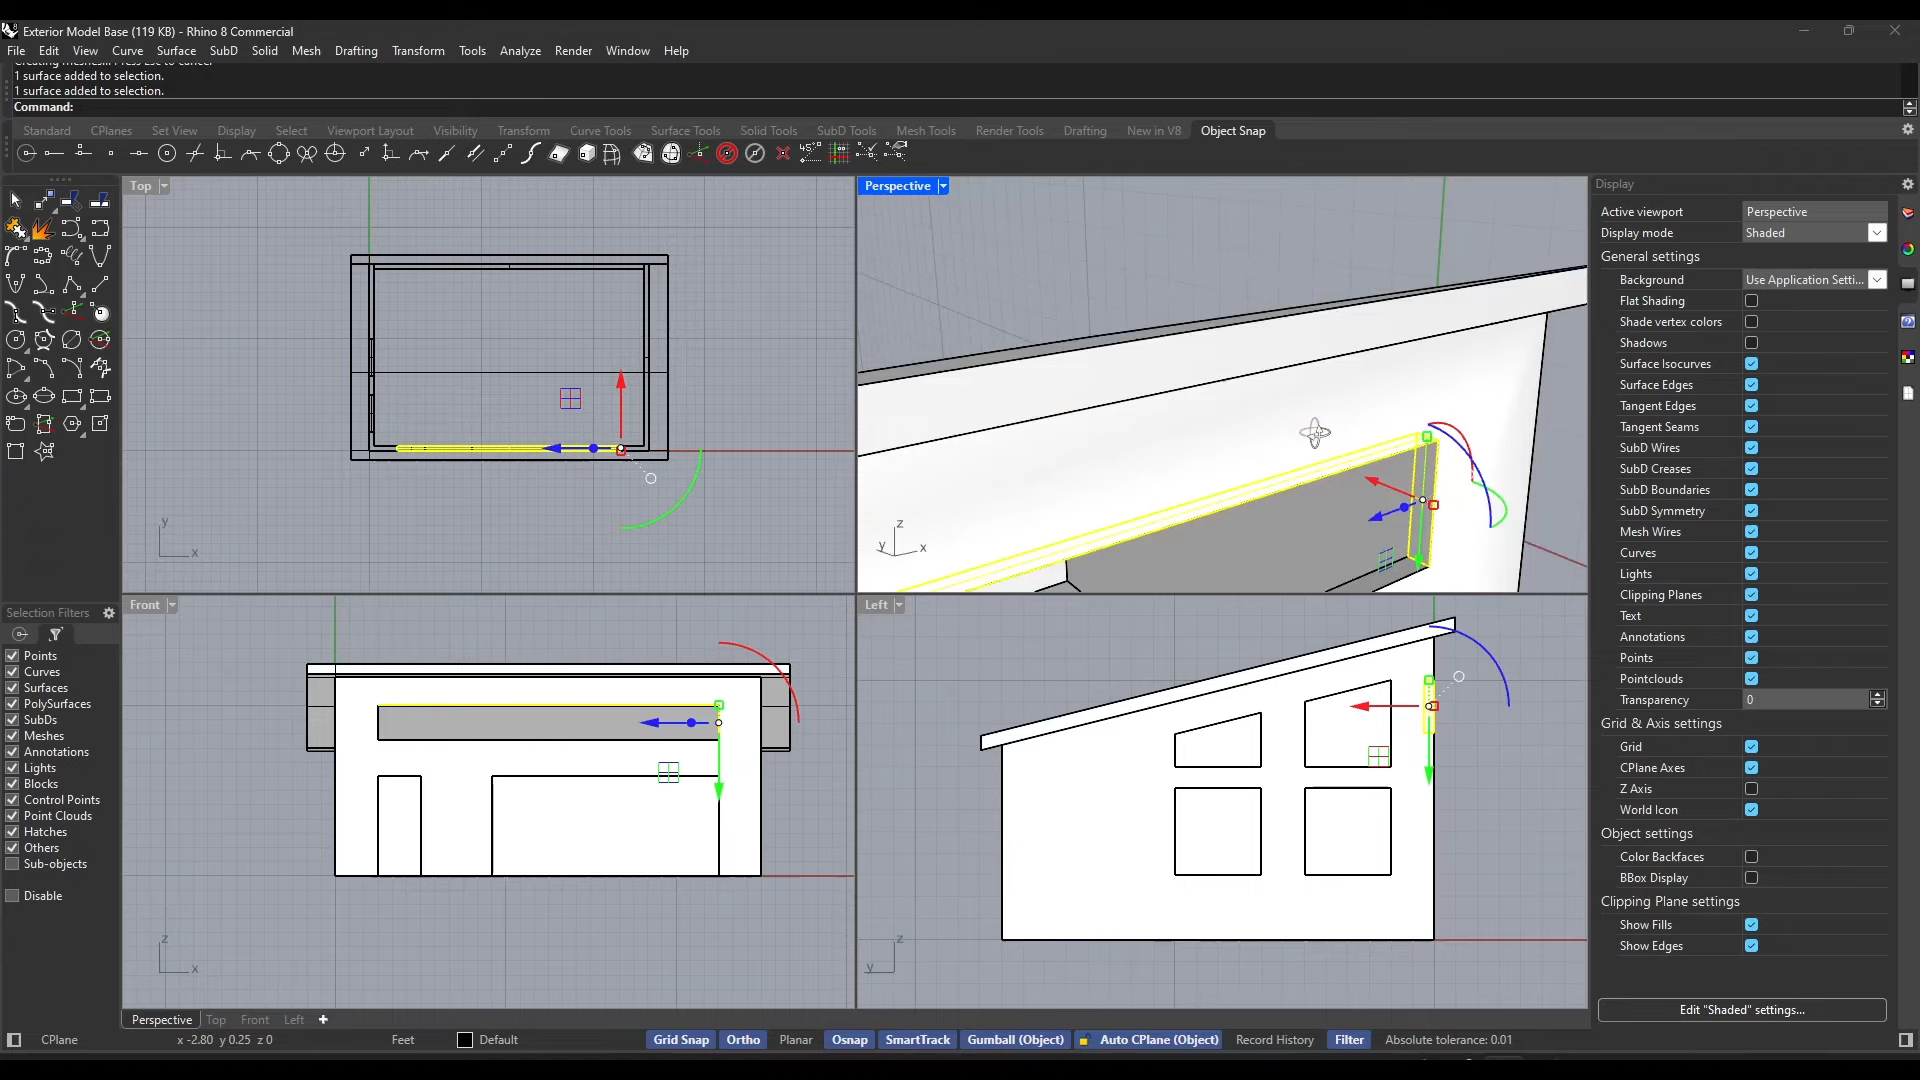 Exterior Model Base (119 KB) - Rhino 8 Commercial
File Edit View Curve Surface SubD Solid Mesh Drafting Transform Tools Analyze Render Window Help
Creating meshes... Press Esc to cancel
1 surface added to selection.
1 surface added to selection.
Command:
Standard CPlanes Set View Display Select Viewport Layout Visibility Transform Curve Tools Surface Tools Solid Tools SubD Tools Mesh Tools Render Tools Drafting New in V8 Object Snap
Top
Perspective
y
x
z
y
x
Front
Left
z
x
z
y
Selection Filters
Points
Curves
Surfaces
PolySurfaces
SubDs
Meshes
Annotations
Lights
Blocks
Control Points
Point Clouds
Hatches
Others
Sub-objects
Disable
Display
Active viewport Perspective
Display mode Shaded
General settings
Background Use Application Setti...
Flat Shading
Shade vertex colors
Shadows
Surface Isocurves
Surface Edges
Tangent Edges
Tangent Seams
SubD Wires
SubD Creases
SubD Boundaries
SubD Symmetry
Mesh Wires
Curves
Lights
Clipping Planes
Text
Annotations
Points
Pointclouds
Transparency 0
Grid & Axis settings
Grid
CPlane Axes
Z Axis
World Icon
Object settings
Color Backfaces
BBox Display
Clipping Plane settings
Show Fills
Show Edges
Edit "Shaded" settings...
Perspective Top Front Left
CPlane x -2.80 y 0.25 z 0 Feet Default Grid Snap Ortho Planar Osnap SmartTrack Gumball (Object) Auto CPlane (Object) Record History Filter Absolute tolerance: 0.01